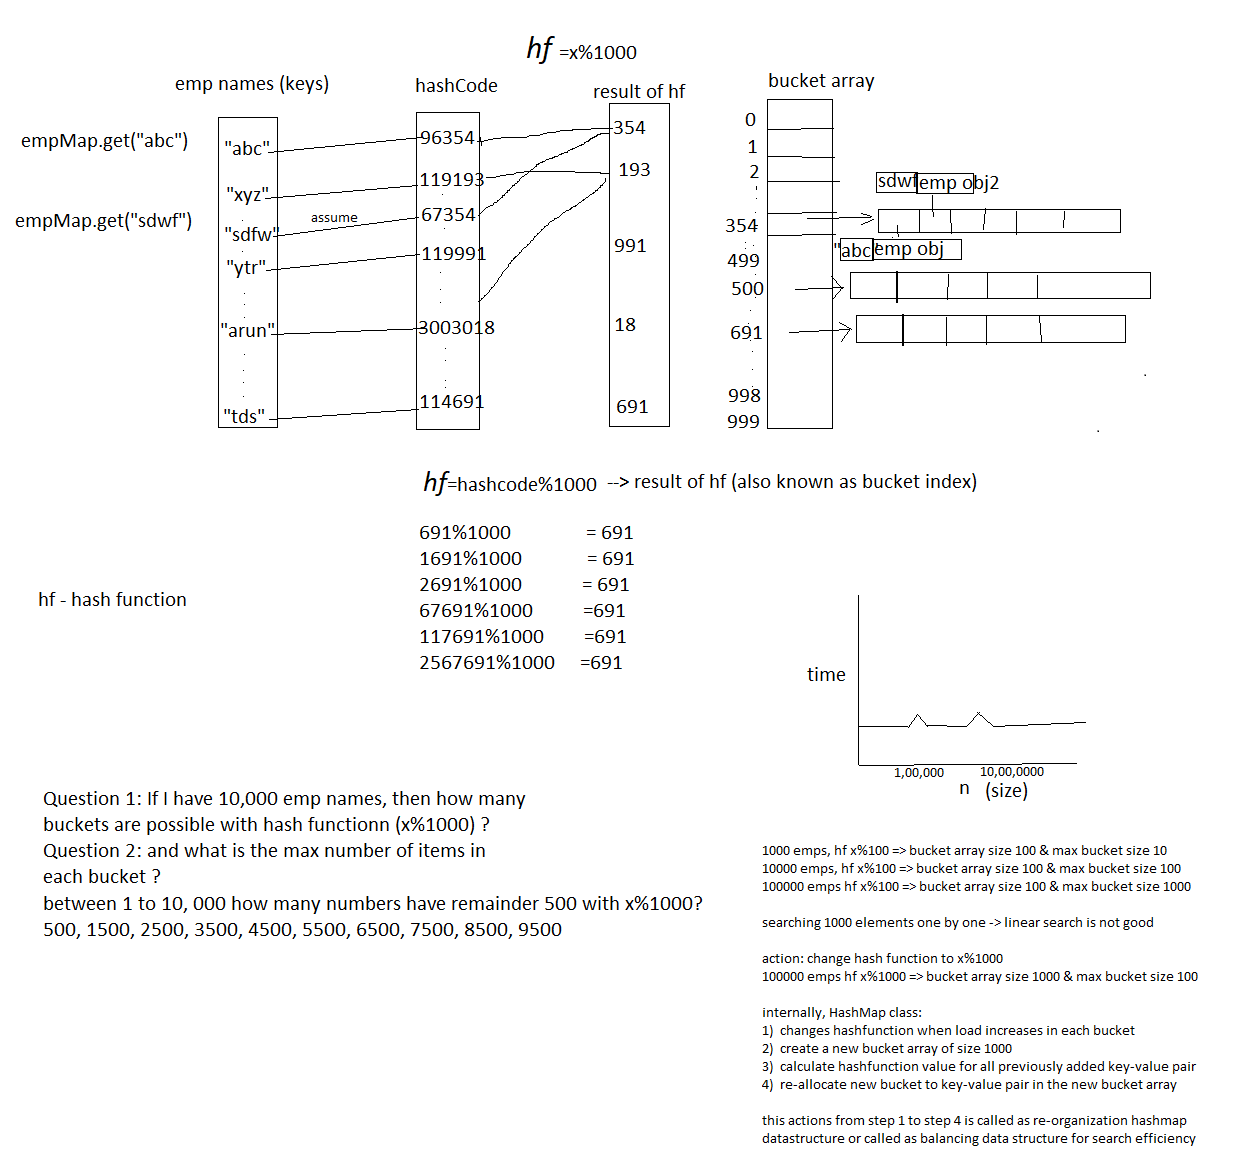 hf =x%1000
emp names (keys)
hashCode
result of hf
bucket array
empMap.get("abc")
empMap.get("sdwf")
"abc"
"xyz"
"sdfw"
"ytr"
"arun"
"tds"
assume
96354
119193
67354
119991
3003018
114691
354
193
991
18
691
0
1
2
354
499
500
691
998
999
sdwf emp obj2
"abc" emp obj
hf=hashcode%1000 --> result of hf (also known as bucket index)
691%1000 = 691
1691%1000 = 691
2691%1000 = 691
67691%1000 =691
117691%1000 =691
2567691%1000 =691
hf - hash function
time
1,00,000 10,00,0000
n (size)
Question 1: If I have 10,000 emp names, then how many
buckets are possible with hash functionn (x%1000) ?
Question 2: and what is the max number of items in
each bucket ?
between 1 to 10, 000 how many numbers have remainder 500 with x%1000?
500, 1500, 2500, 3500, 4500, 5500, 6500, 7500, 8500, 9500
1000 emps, hf x%100 => bucket array size 100 & max bucket size 10
10000 emps, hf x%100 => bucket array size 100 & max bucket size 100
100000 emps hf x%100 => bucket array size 100 & max bucket size 1000
searching 1000 elements one by one -> linear search is not good
action: change hash function to x%1000
100000 emps hf x%1000 => bucket array size 1000 & max bucket size 100
internally, HashMap class:
1) changes hashfunction when load increases in each bucket
2) create a new bucket array of size 1000
3) calculate hashfunction value for all previously added key-value pair
4) re-allocate new bucket to key-value pair in the new bucket array
this actions from step 1 to step 4 is called as re-organization hashmap
datastructure or called as balancing data structure for search efficiency